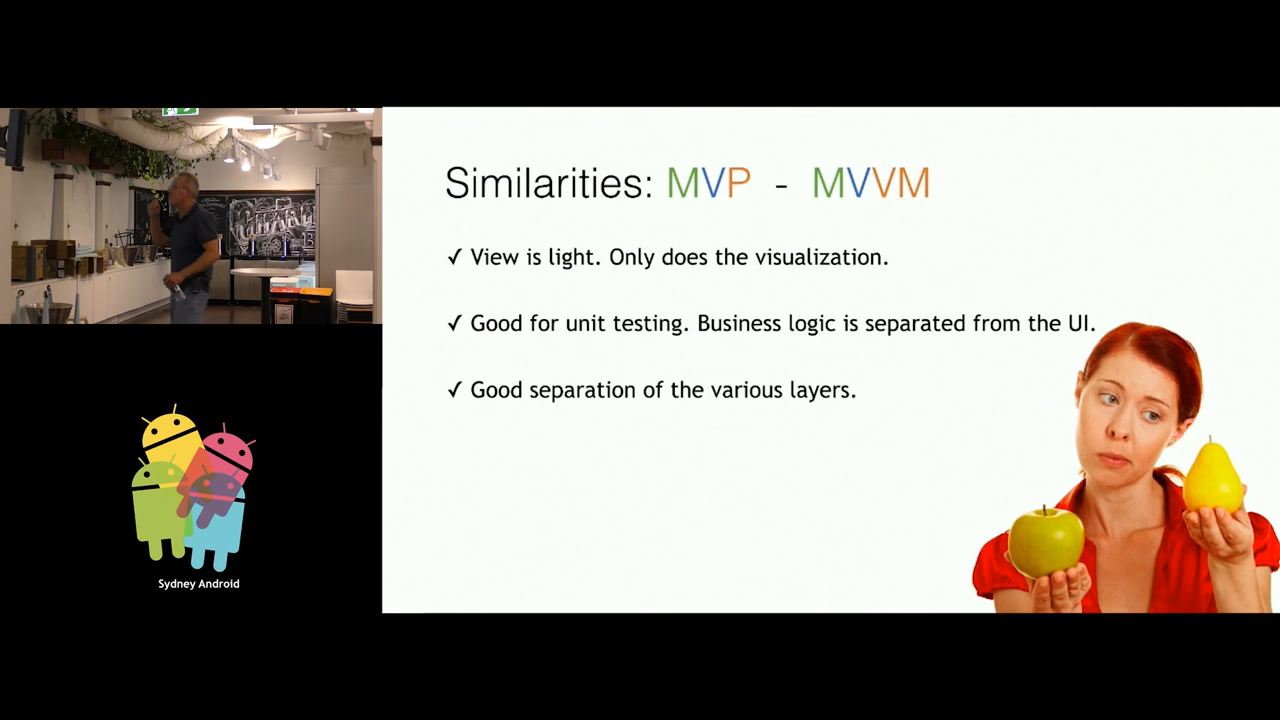 Similarities: MVP - MVVM
✓ View is light. Only does the visualization.
✓ Good for unit testing. Business logic is separated from the UI.
✓ Good separation of the various layers.
Sydney Android